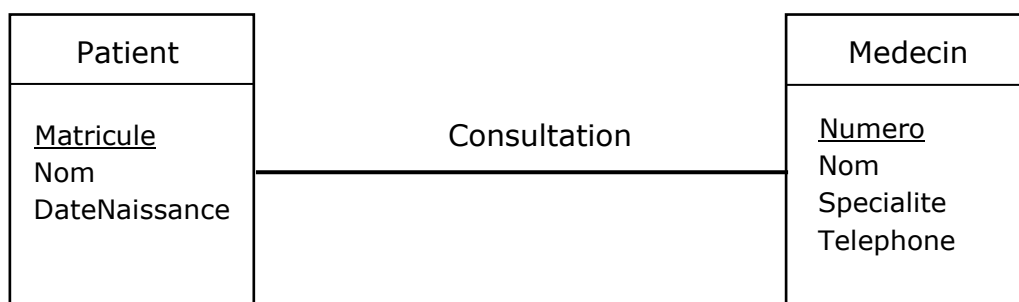 Patient
Matricule
Nom
DateNaissance
Consultation
Medecin
Numero
Nom
Specialite
Telephone